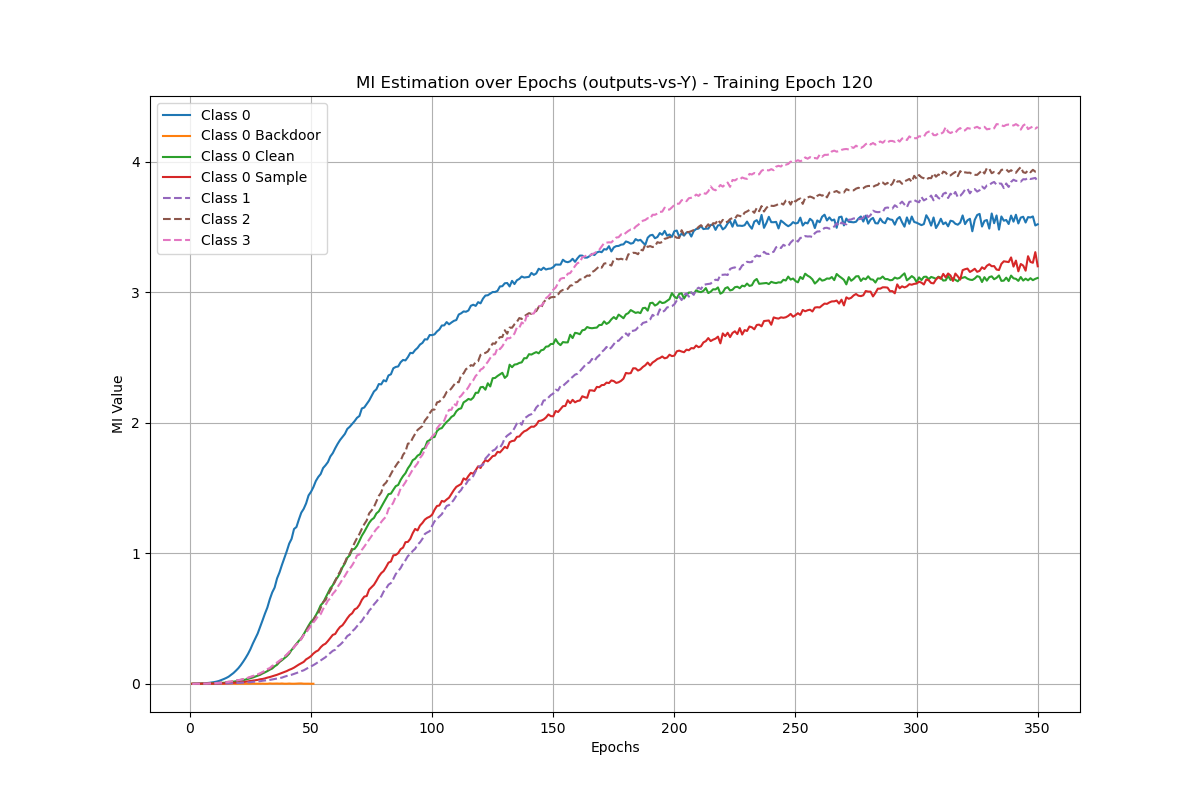 MI Estimation over Epochs (outputs-vs-Y) - Training Epoch 120
Class 0
Class 0 Backdoor
Class 0 Clean
Class 0 Sample
Class 1
Class 2
Class 3
MI Value
4
3
2
1
0
0 50 100 150 200 250 300 350
Epochs